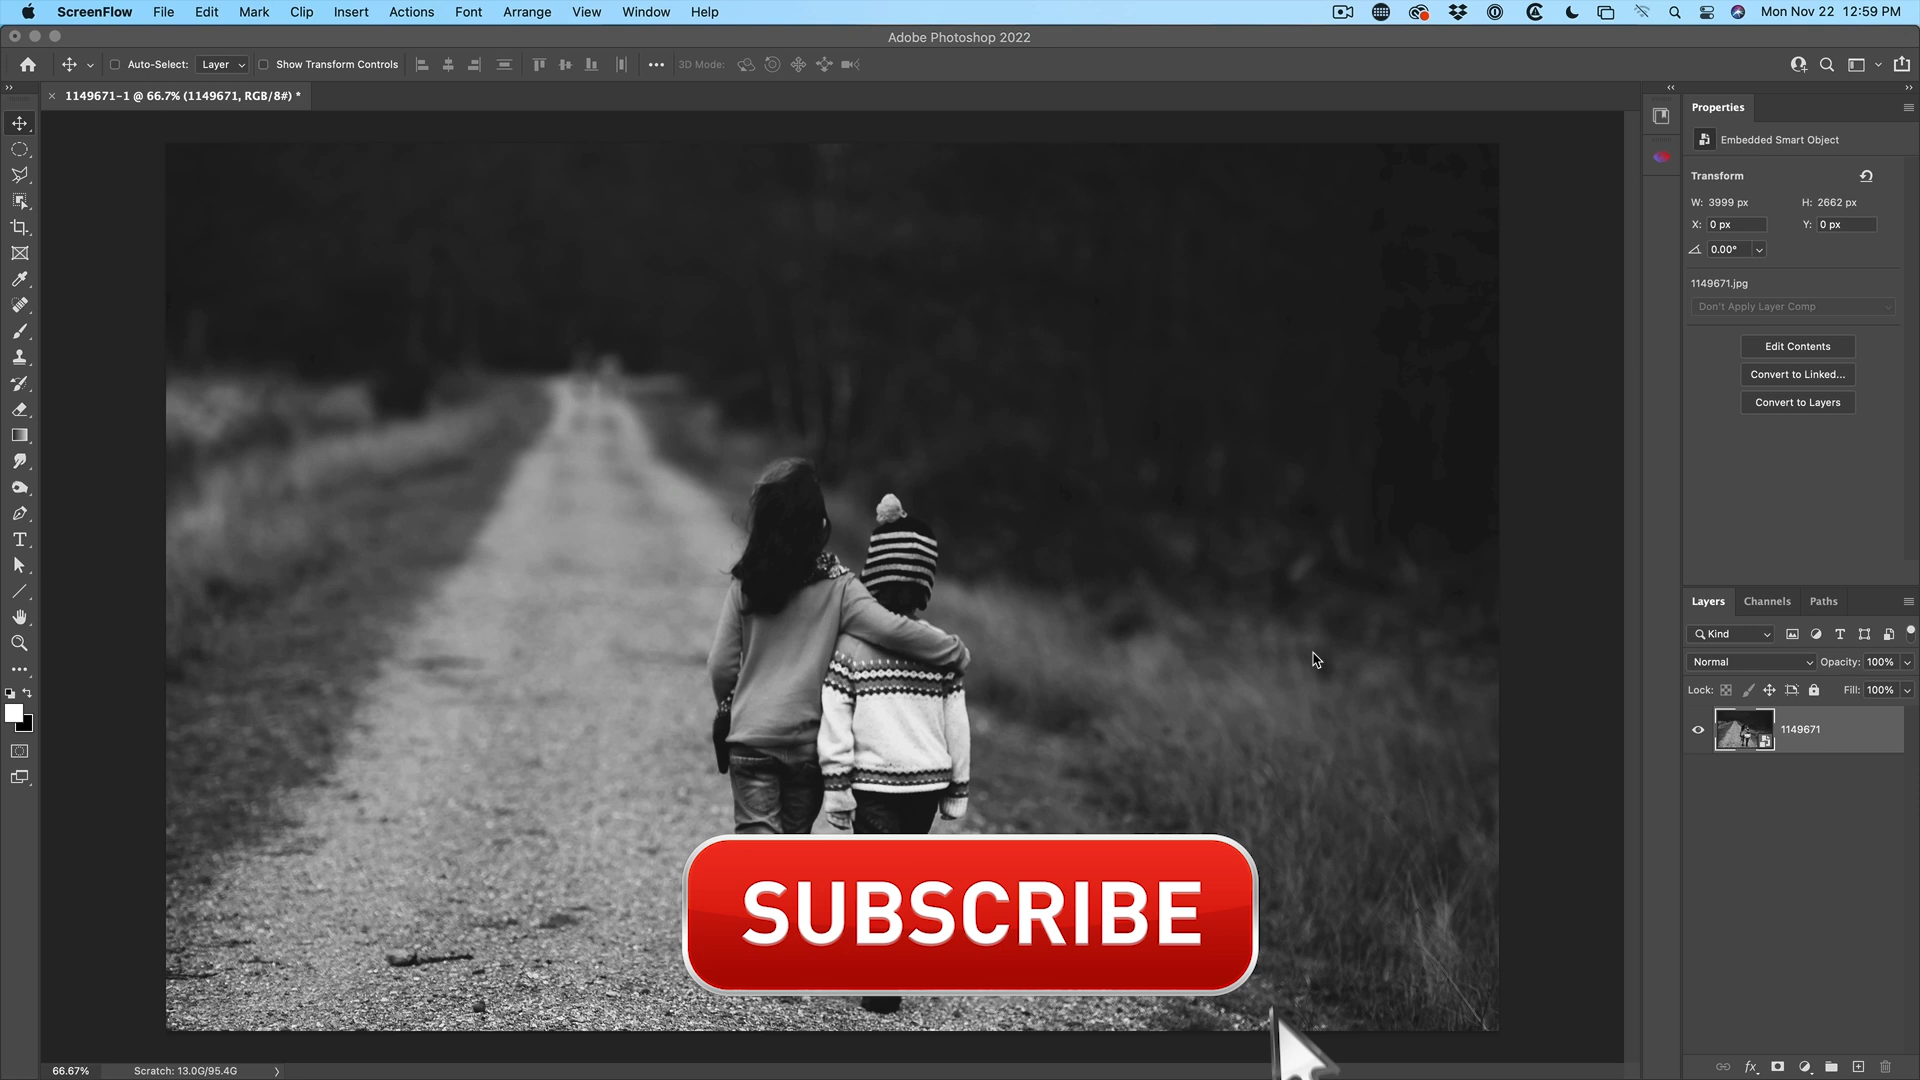 ScreenFlow File Edit Mark Clip Insert Actions Font Arrange View Window Help Mon Nov 22 12:59 PM
Adobe Photoshop 2022
Auto-Select: Layer Show Transform Controls 3D Mode:
1149671-1 @ 66.7% (1149671, RGB/8#) *
Properties
Embedded Smart Object
Transform
W: 3999 px H: 2662 px
X: 0 px Y: 0 px
0.00°
1149671.jpg
Don't Apply Layer Comp
Edit Contents
Convert to Linked...
Convert to Layers
Layers Channels Paths
Kind
Normal Opacity: 100%
Lock: Fill: 100%
1149671
SUBSCRIBE
66.67% Scratch: 13.0G/95.4G